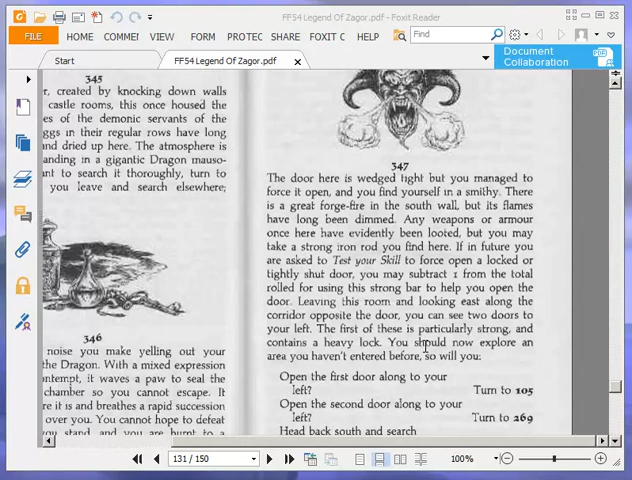 FF54 Legend Of Zagor.pdf - Foxit Reader
FILE
HOME
COMMEI
VIEW
FORM
PROTEC
SHARE
FOXIT C
HELP
Find
Start
FF54 Legend Of Zagor.pdf
Document
Collaboration
345
r, created by knocking down walls
castle rooms, this once housed the
es of the demonic servants of the
ggs in their regular rows have long
and dried up here. The atmosphere is
anding in a gigantic Dragon mauso-
nt to search it thoroughly, turn to
you leave and search elsewhere;
346
noise you make yelling out your
the Dragon. With a mixed expression
ontempt, it waves a paw to seal the
chamber so you cannot escape. It
re it is and breathes a rapid succession
over you. You cannot hope to defeat
you stand, and you are burnt to a
347
The door here is wedged tight but you managed to
force it open, and you find yourself in a smithy. There
is a great forge-fire in the south wall, but its flames
have long been dimmed. Any weapons or armour
once here have evidently been looted, but you may
take a strong iron rod you find here. If in future you
are asked to Test your Skill to force open a locked or
tightly shut door, you may subtract 1 from the total
rolled for using this strong bar to help you open the
door. Leaving this room and looking east along the
corridor opposite the door, you can see two doors to
your left. The first of these is particularly strong, and
contains a heavy lock. You should now explore an
area you haven't entered before, so will you:
Open the first door along to your
left? Turn to 105
Open the second door along to your
left? Turn to 269
Head back south and search
131 / 150
100%